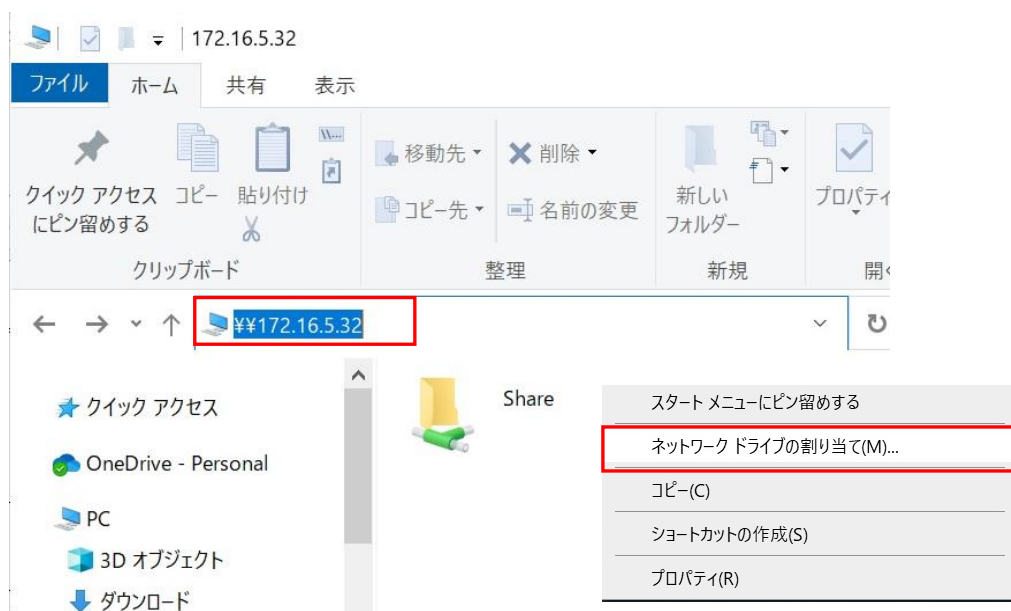 172.16.5.32
ファイル ホーム 共有 表示
クイック アクセス
にピン留めする
コピー
貼り付け
クリップボード
移動先
コピー先
削除
名前の変更
整理
新しい
フォルダー
新規
プロパティ
開く
¥¥172.16.5.32
クイック アクセス
OneDrive - Personal
PC
3D オブジェクト
ダウンロード
Share
スタート メニューにピン留めする
ネットワーク ドライブの割り当て(M)...
コピー(C)
ショートカットの作成(S)
プロパティ(R)